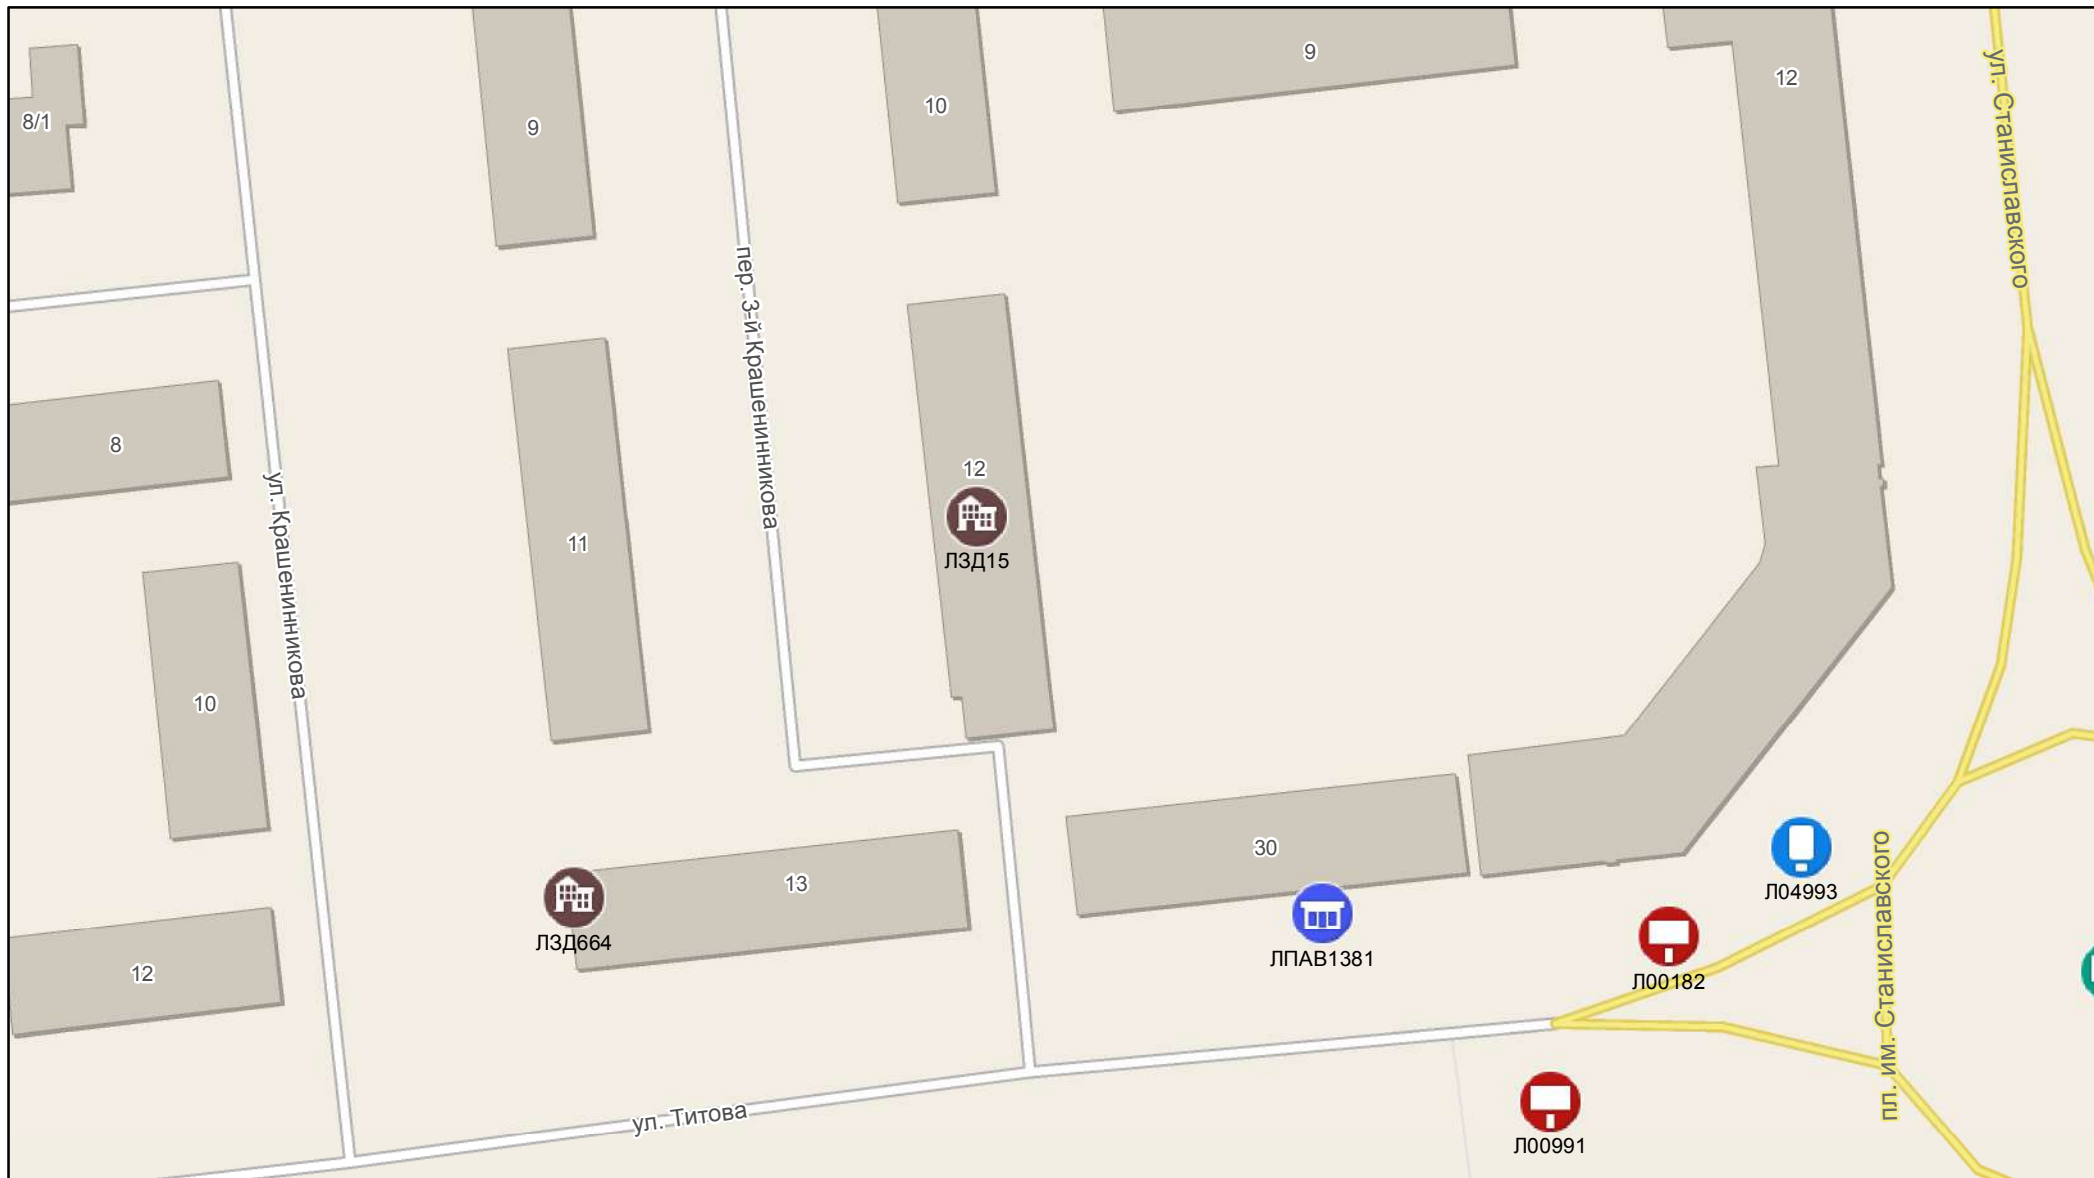 9
12
10
8/1
9
ул. Станиславского
пер. 3-й Крашенинникова
8
12
ЛЗД15
11
ул. Крашенинникова
10
30
13
Л04993
ЛЗД664
ЛПАВ1381
Л00182
пл. им. Станиславского
12
ул. Титова
Л00991